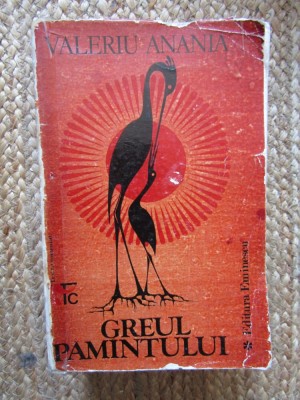 VALERIU ANANIA
GREUL
PAMINTULUI
Editura Eminescu